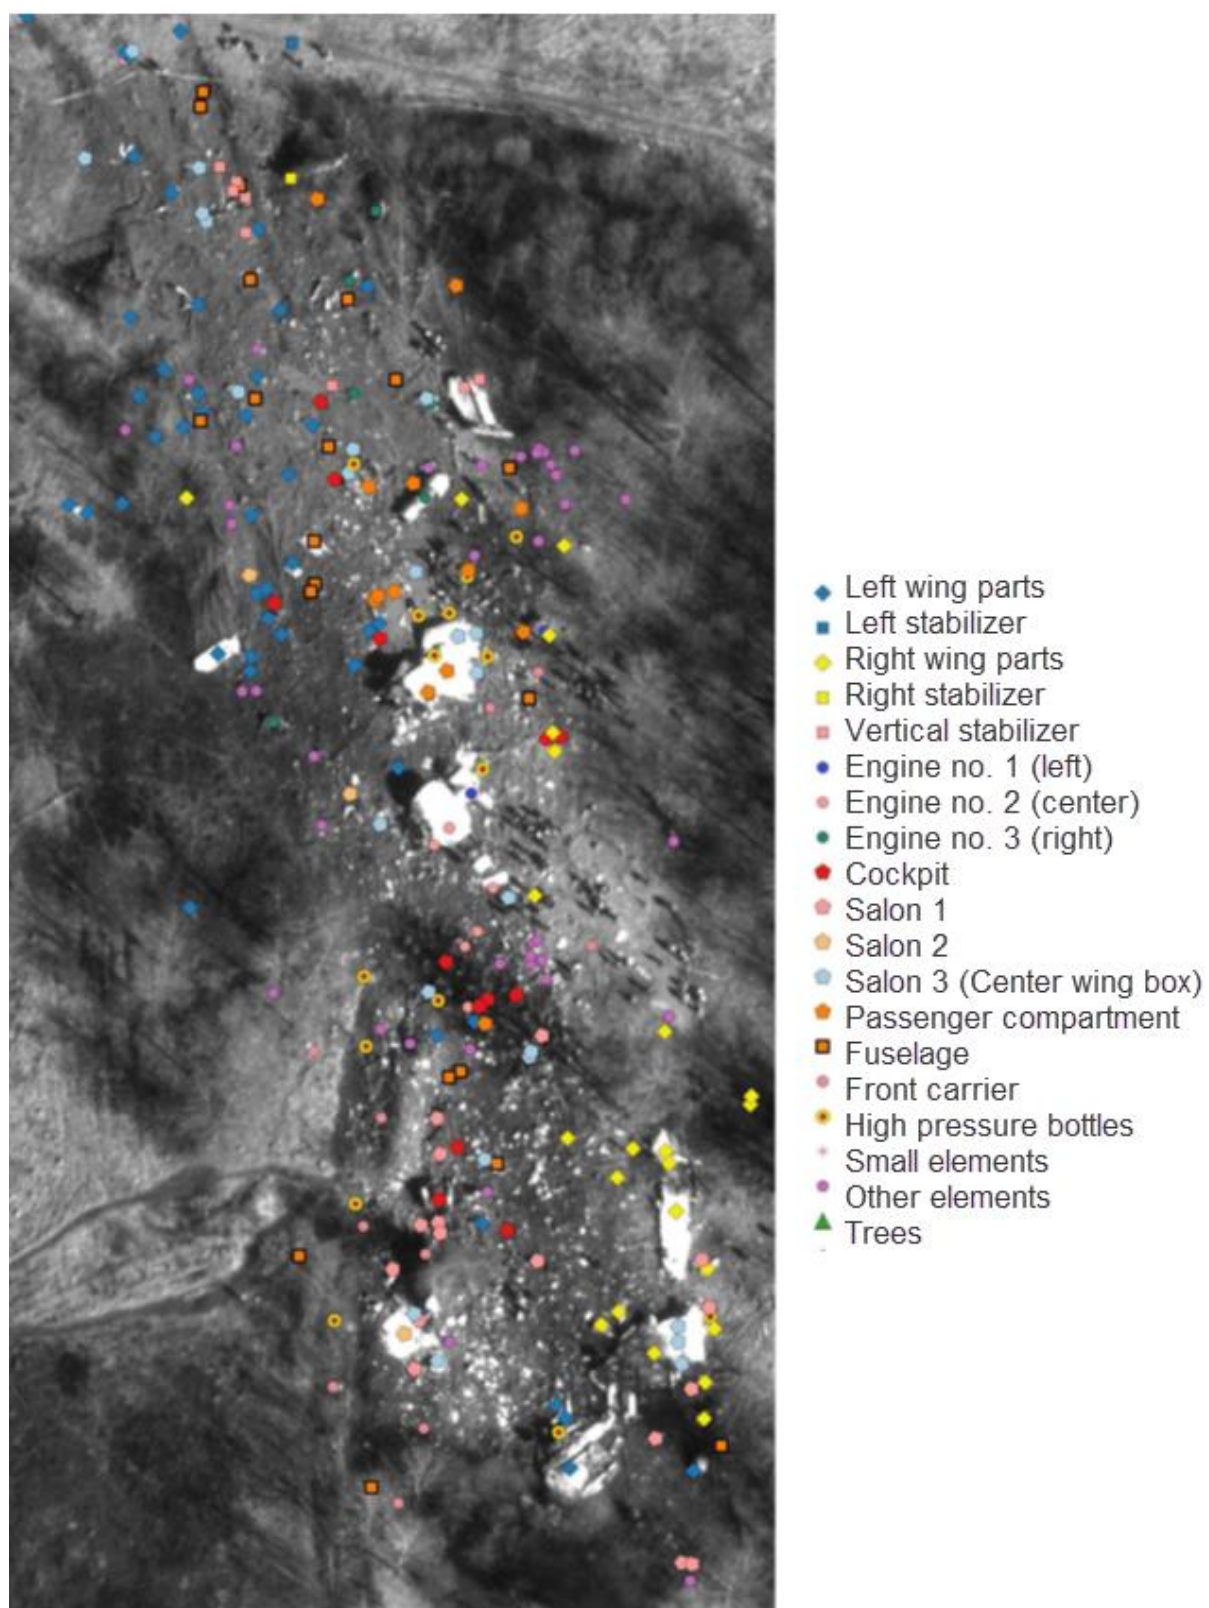 Left wing parts
Left stabilizer
Right wing parts
Right stabilizer
Vertical stabilizer
Engine no. 1 (left)
Engine no. 2 (center)
Engine no. 3 (right)
Cockpit
Salon 1
Salon 2
Salon 3 (Center wing box)
Passenger compartment
Fuselage
Front carrier
High pressure bottles
Small elements
Other elements
Trees